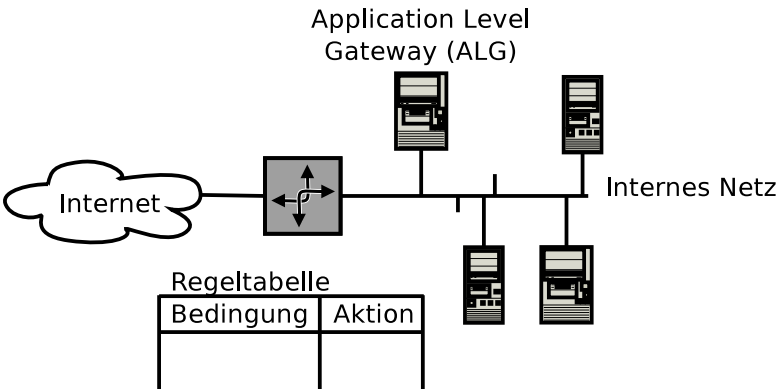 Application Level
Gateway (ALG)
Internet
Internes Netz
Regeltabelle
Bedingung Aktion